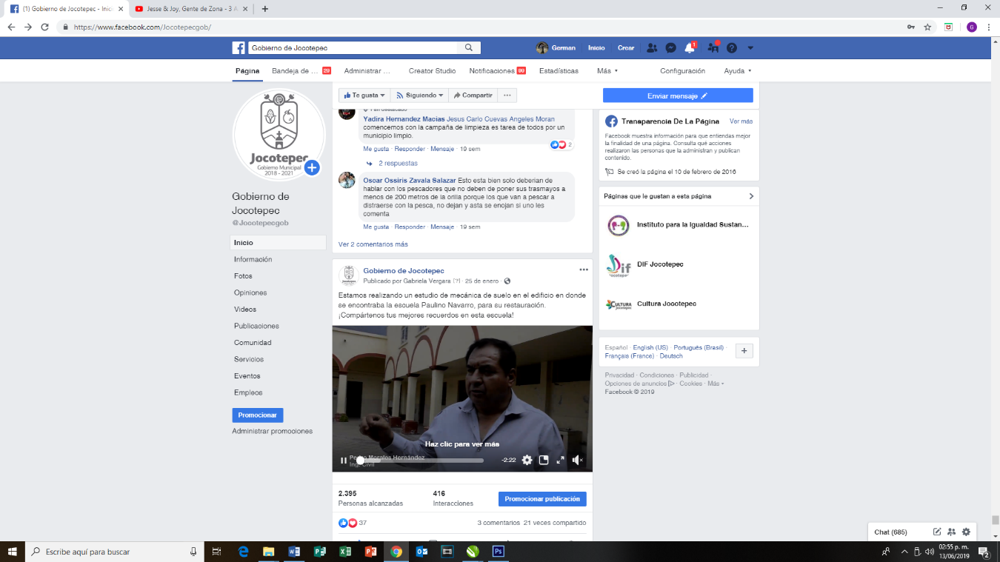 (1) Gobierno de Jocotepec - Inic
Jesse & Joy, Gente de Zona - 3 A
https://www.facebook.com/Jocotepecgob/
G
Gobierno de Jocotepec
German Inicio Crear 1
Página Bandeja de ... 29 Administrar ... Creator Studio Notificaciones 99 Estadísticas Más Configuración Ayuda
Te gusta Siguiendo Compartir ...
Enviar mensaje
Jocotepec
Gobierno Municipal
2018 - 2021
Gobierno de
Jocotepec
@Jocotepecgob
Inicio
Información
Fotos
Opiniones
Videos
Publicaciones
Comunidad
Servicios
Eventos
Empleos
Promocionar
Administrar promociones
Yadira Hernandez Macias Jesus Carlo Cuevas Angeles Moran
comencemos con la campaña de limpieza es tarea de todos por un
municipio limpio.
2
Me gusta · Responder · Mensaje · 19 sem
2 respuestas
Oscar Ossiris Zavala Salazar Esto esta bien solo deberian de
hablar con los pescadores que no deben de poner sus trasmayos a
menos de 200 metros de la orilla porque los que van a pescar a
distraerse con la pesca, no dejan y asta se enojan si uno les
comenta
Me gusta · Responder · Mensaje · 19 sem
Ver 2 comentarios más
Gobierno de Jocotepec
Publicado por Gabriela Vergara [?] · 25 de enero ·
Estamos realizando un estudio de mecánica de suelo en el edificio en donde
se encontraba la escuela Paulino Navarro, para su restauración.
¡Compártenos tus mejores recuerdos en esta escuela!
Haz clic para ver más
Pedro Morales Hernández
Ing. Civil
-2:22
2.395
Personas alcanzadas
416
Interacciones
Promocionar publicación
37
3 comentarios 21 veces compartido
Transparencia De La Página Ver más
Facebook muestra información para que entiendas mejor
la finalidad de una página. Consulta qué acciones
realizaron las personas que la administran y publican
contenido.
Se creó la página el 10 de febrero de 2016
Páginas que le gustan a esta página
Instituto para la Igualdad Sustan...
Dif
Jocotepec
DIF Jocotepec
CULTURA
Jocotepec
Cultura Jocotepec
Español · English (US) · Português (Brasil) ·
Français (France) · Deutsch
Privacidad · Condiciones · Publicidad ·
Opciones de anuncios · Cookies · Más
Facebook © 2019
Chat (685)
Escribe aquí para buscar
02:55 p. m.
13/06/2019
2